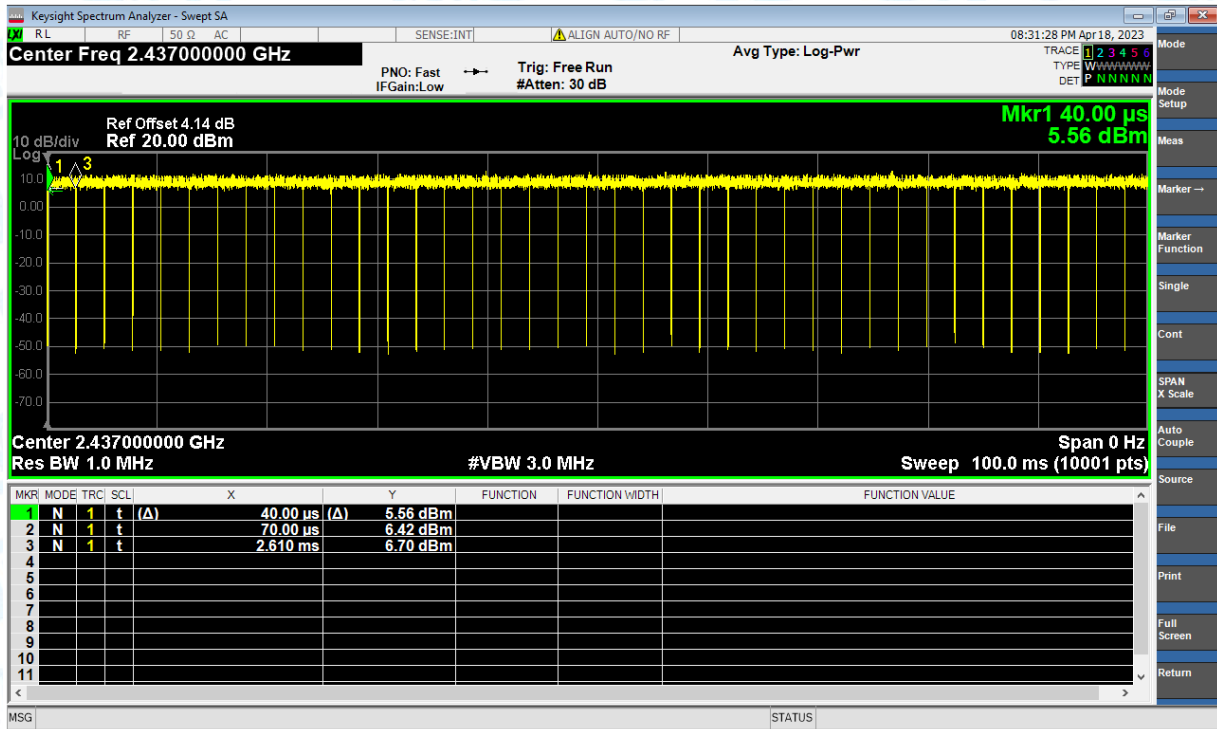 Keysight Spectrum Analyzer - Swept SA
LXI RL RF 50 Ω AC SENSE:INT ALIGN AUTO/NO RF 08:31:28 PM Apr 18, 2023
Center Freq 2.437000000 GHz
Avg Type: Log-Pwr
TRACE 1 2 3 4 5 6
PNO: Fast
Trig: Free Run
TYPE W
IFGain:Low
#Atten: 30 dB
DET P N N N N N
Mkr1 40.00 µs
5.56 dBm
Ref Offset 4.14 dB
10 dB/div Ref 20.00 dBm
Log
1 3
10.0
0.00
-10.0
-20.0
-30.0
-40.0
-50.0
-60.0
-70.0
Center 2.437000000 GHz Span 0 Hz
Res BW 1.0 MHz #VBW 3.0 MHz Sweep 100.0 ms (10001 pts)
MKR MODE TRC SCL X Y FUNCTION FUNCTION WIDTH FUNCTION VALUE
1 N 1 t (Δ) 40.00 µs (Δ) 5.56 dBm
2 N 1 t 70.00 µs 6.42 dBm
3 N 1 t 2.610 ms 6.70 dBm
4
5
6
7
8
9
10
11
MSG STATUS
Mode
Mode
Setup
Meas
Marker→
Marker
Function
Single
Cont
SPAN
X Scale
Auto
Couple
Source
File
Print
Full
Screen
Return